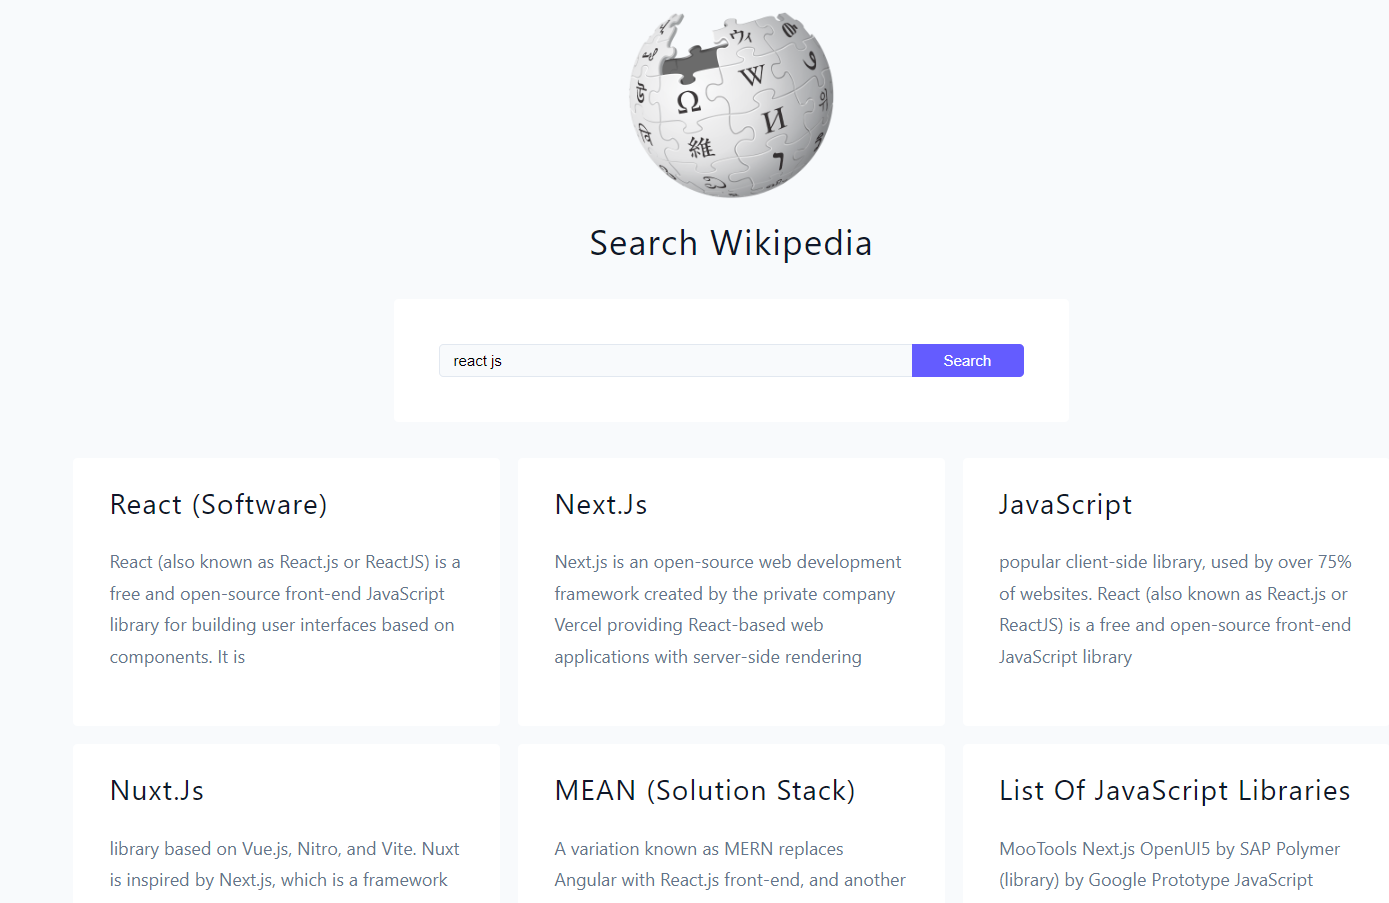 ウィ
Ω
W
И
維
7
Search Wikipedia
react js
Search
React (Software)
React (also known as React.js or ReactJS) is a
free and open-source front-end JavaScript
library for building user interfaces based on
components. It is
Next.Js
Next.js is an open-source web development
framework created by the private company
Vercel providing React-based web
applications with server-side rendering
JavaScript
popular client-side library, used by over 75%
of websites. React (also known as React.js or
ReactJS) is a free and open-source front-end
JavaScript library
Nuxt.Js
library based on Vue.js, Nitro, and Vite. Nuxt
is inspired by Next.js, which is a framework
MEAN (Solution Stack)
A variation known as MERN replaces
Angular with React.js front-end, and another
List Of JavaScript Libraries
MooTools Next.js OpenUI5 by SAP Polymer
(library) by Google Prototype JavaScript